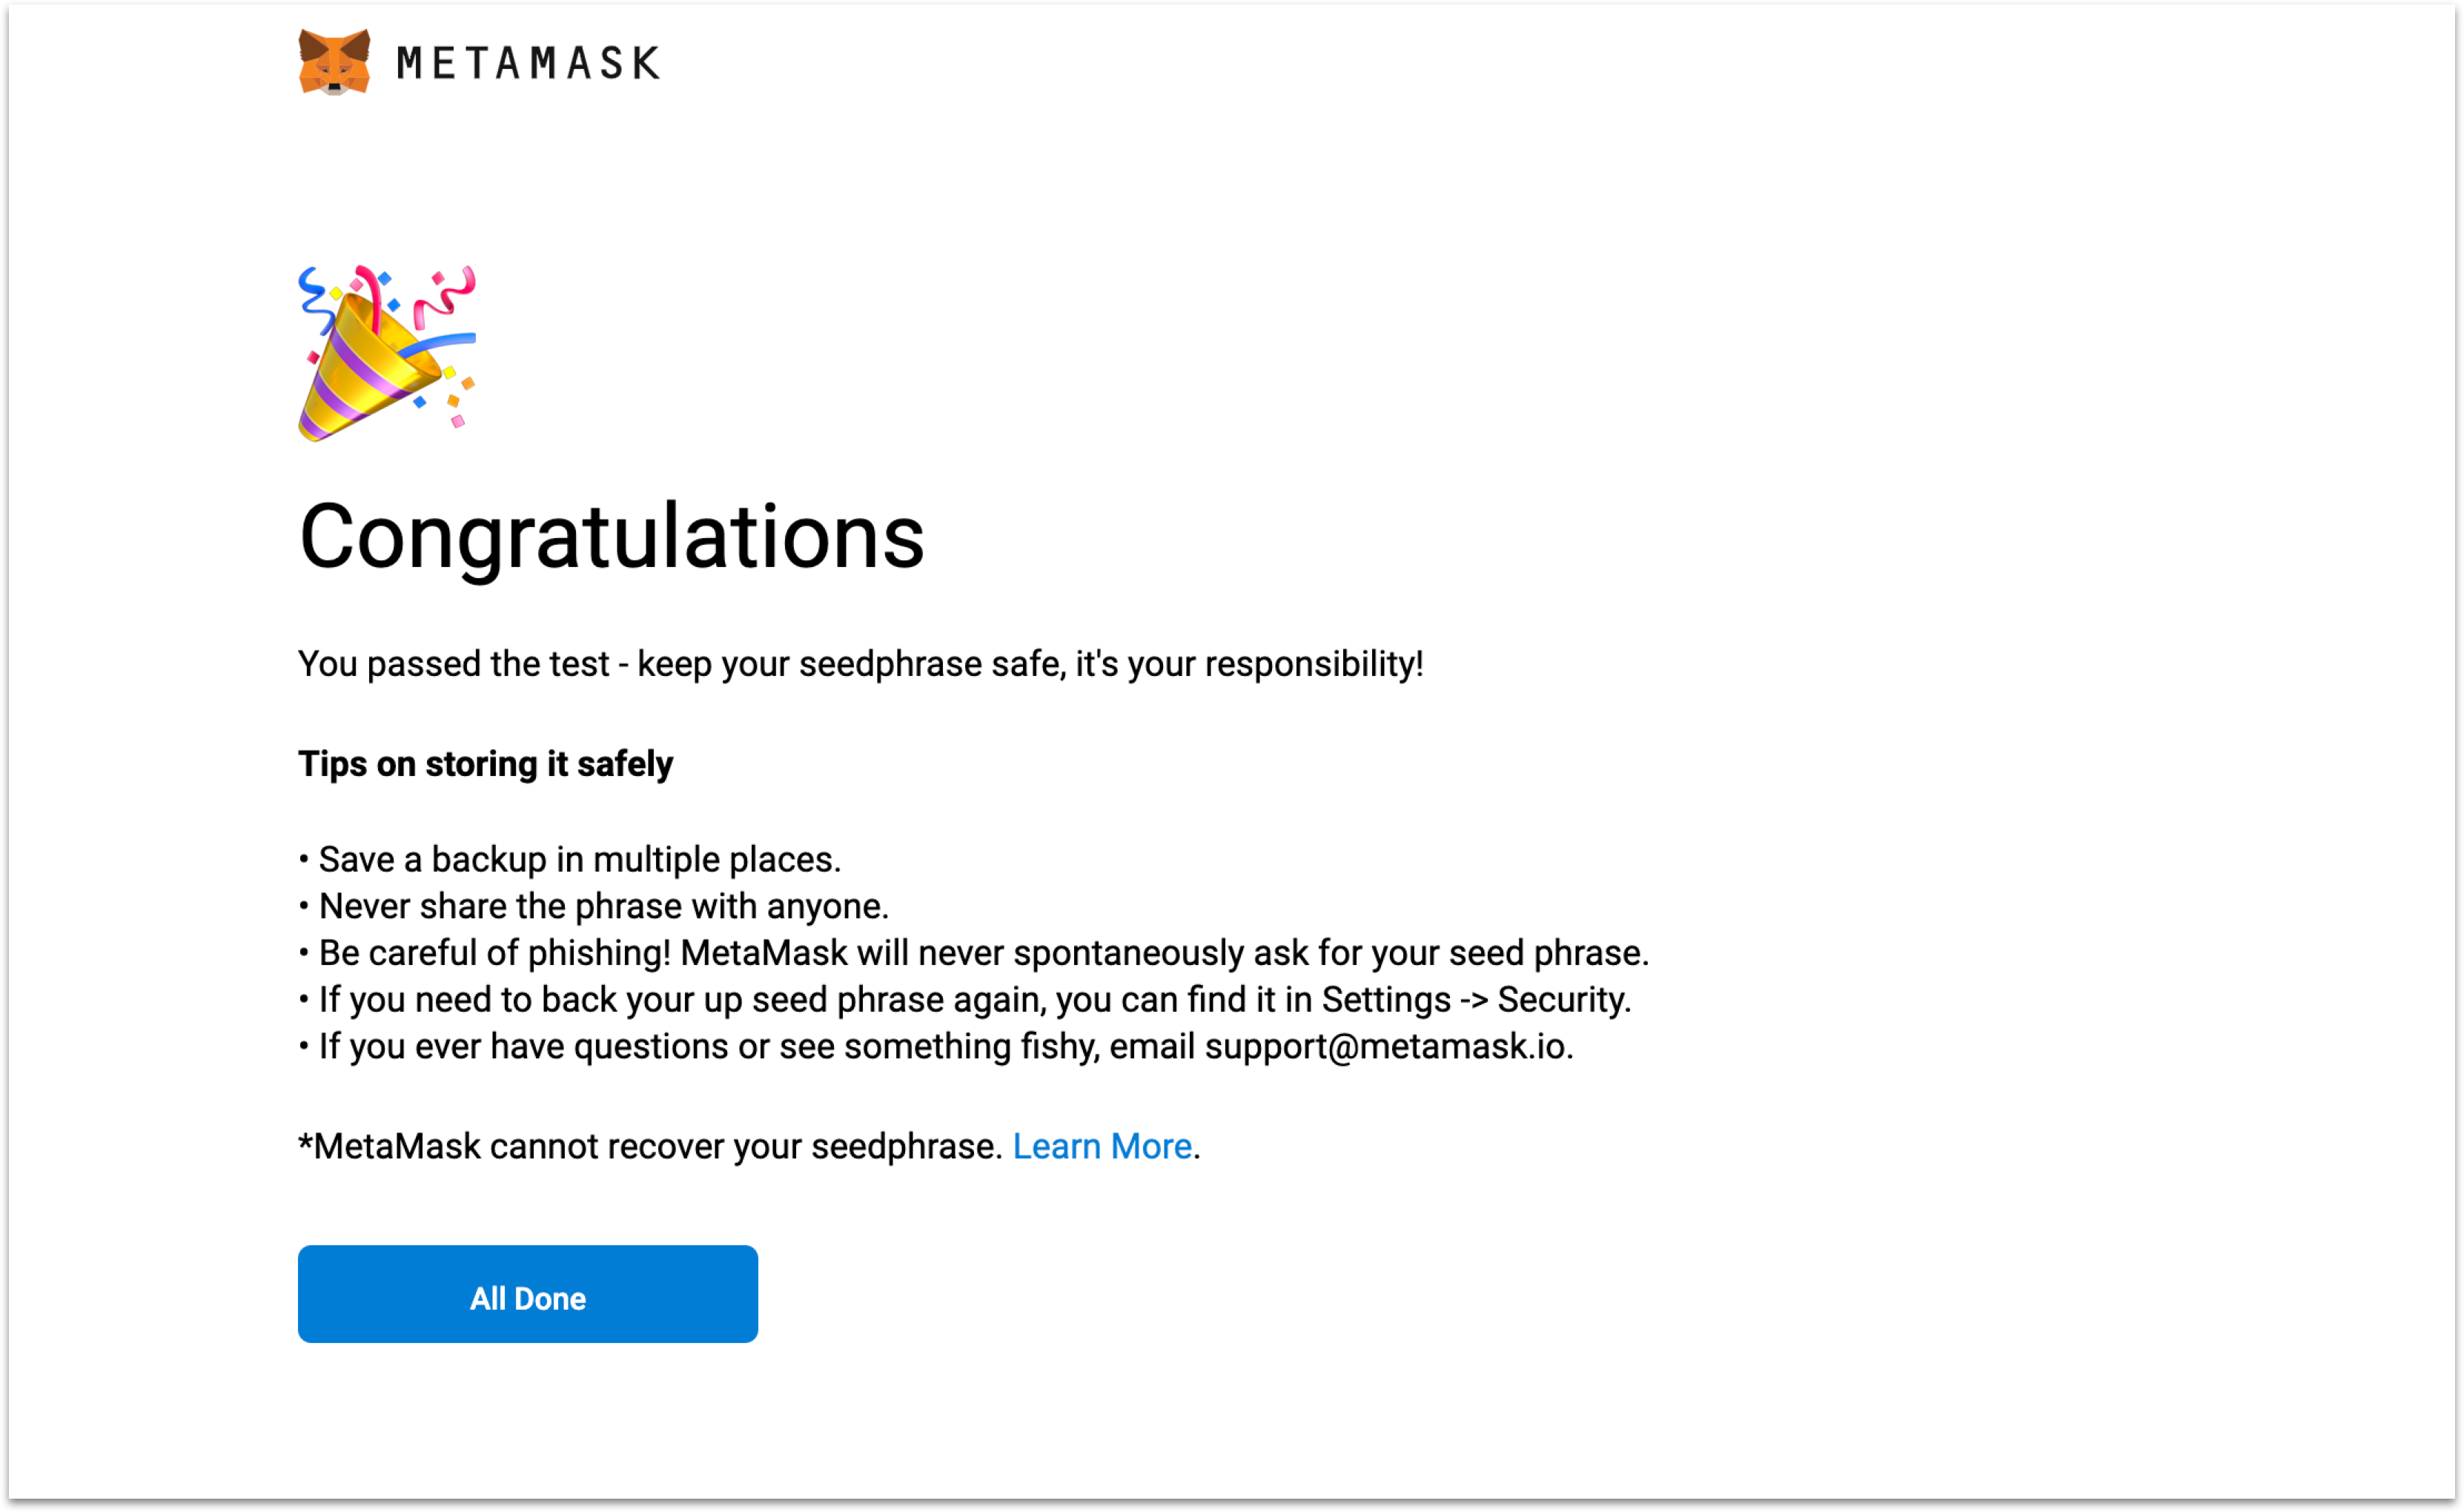 METAMASK
Congratulations
You passed the test - keep your seedphrase safe, it's your responsibility!
Tips on storing it safely
• Save a backup in multiple places.
• Never share the phrase with anyone.
• Be careful of phishing! MetaMask will never spontaneously ask for your seed phrase.
• If you need to back your up seed phrase again, you can find it in Settings -> Security.
• If you ever have questions or see something fishy, email support@metamask.io.
*MetaMask cannot recover your seedphrase. Learn More.
All Done